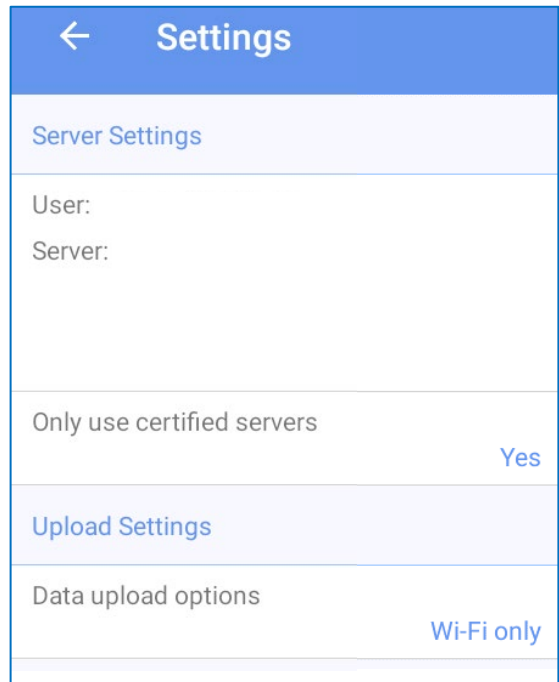 Settings
Server Settings
User:
Server:
Only use certified servers
Yes
Upload Settings
Data upload options
Wi-Fi only